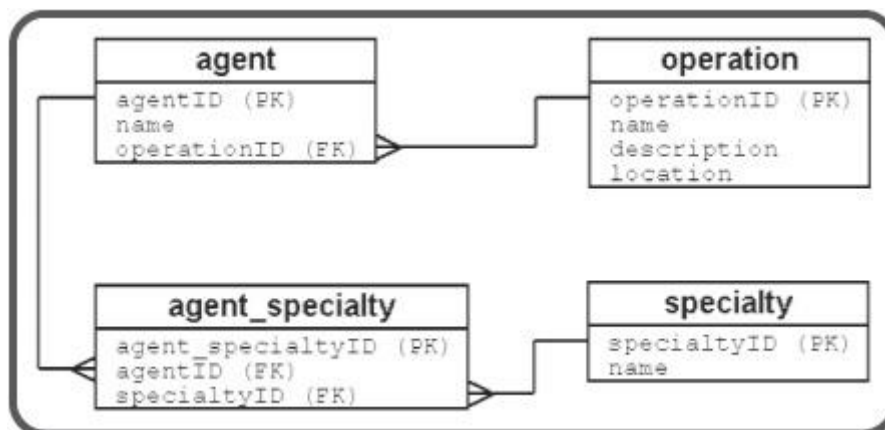 agent
agentID (PK)
name
operationID (FK)
operation
operationID (PK)
name
description
location
agent_specialty
agent_specialtyID (PK)
agentID (FK)
specialtyID (FK)
specialty
specialtyID (PK)
name